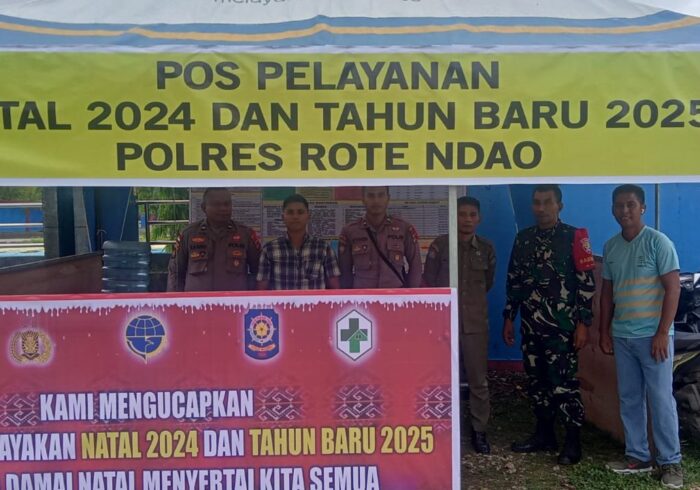 POS PELAYANAN
TAL 2024 DAN TAHUN BARU 2025
POLRES ROTE NDAO
POLISI
KAMI MENGUCAPKAN
AYAKAN NATAL 2024 DAN TAHUN BARU 2025
DAMAI NATAL MENYERTAI KITA SEMUA